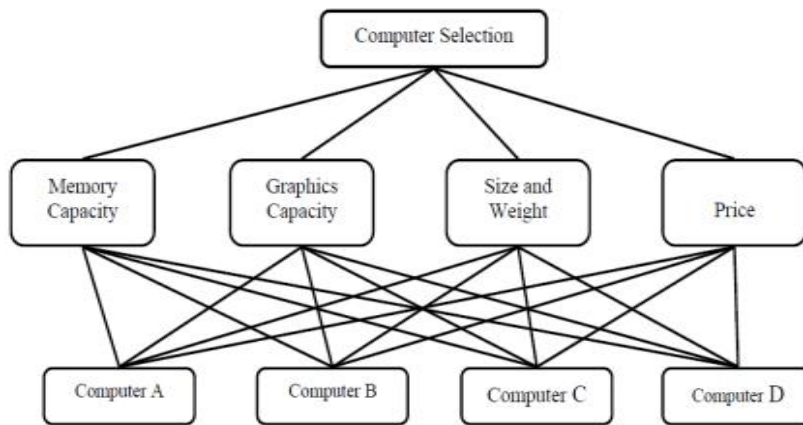 Computer Selection
Memory
Capacity
Graphics
Capacity
Size and
Weight
Price
Computer A
Computer B
Computer C
Computer D